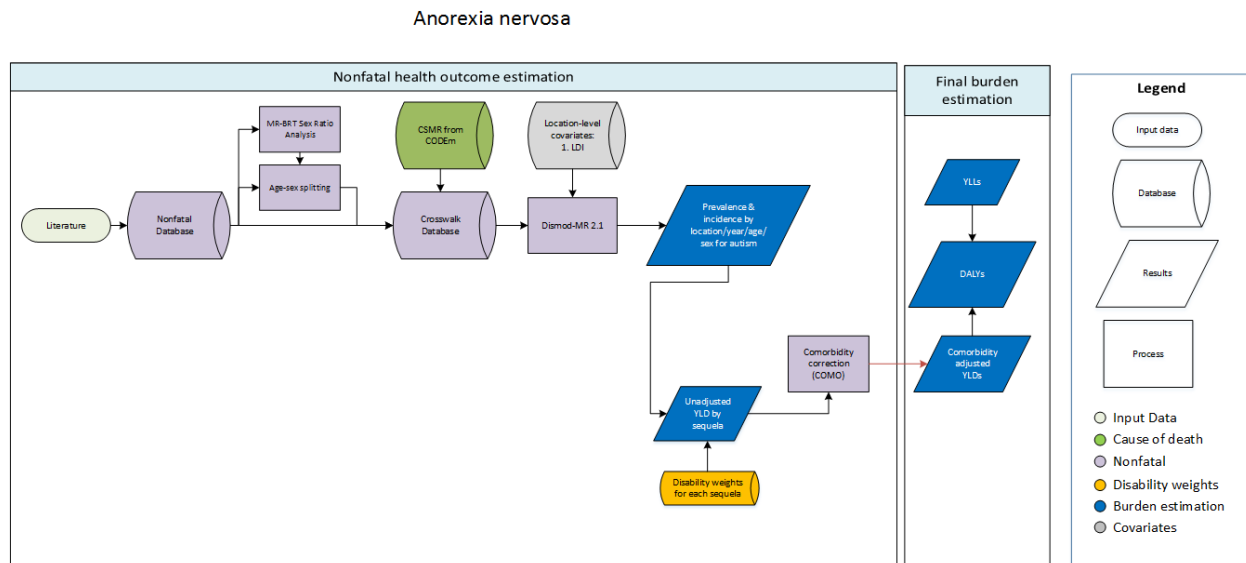 Anorexia nervosa
Nonfatal health outcome estimation
MR-BRT Sex Ratio
Analysis
Age-sex splitting
CSMR from
CODEm
Location-level
covariates:
1. LDI
Literature
Nonfatal
Database
Crosswalk
Database
Dismod-MR 2.1
Prevalence &
incidence by
location/year/age/
sex for autism
Comorbidity
correction
(COMO)
Unadjusted
YLD by
sequela
Disability weights
for each sequela
Final burden
estimation
YLLs
DALYs
Comorbidity
adjusted
YLDs
Legend
Input data
Database
Results
Process
Input Data
Cause of death
Nonfatal
Disability weights
Burden estimation
Covariates